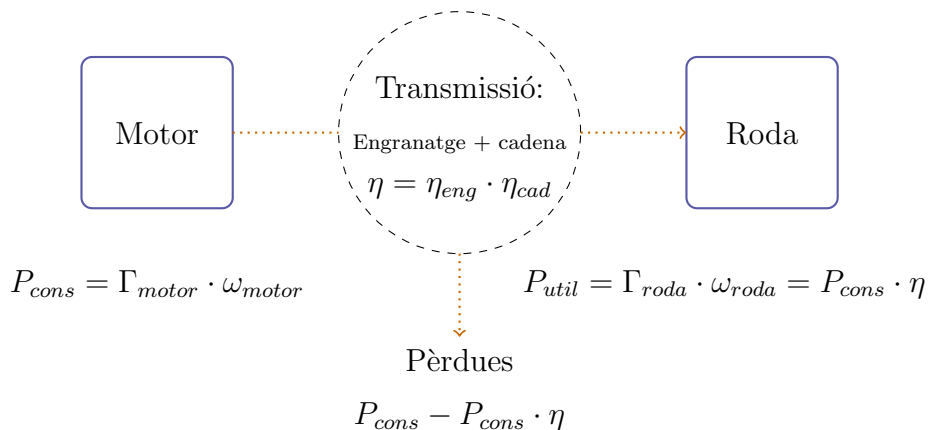 Motor
Transmissió:
Engranatge + cadena
η = η_eng · η_cad
Roda
P_cons = Γ_motor · ω_motor
P_util = Γ_roda · ω_roda = P_cons · η
Pèrdues
P_cons − P_cons · η